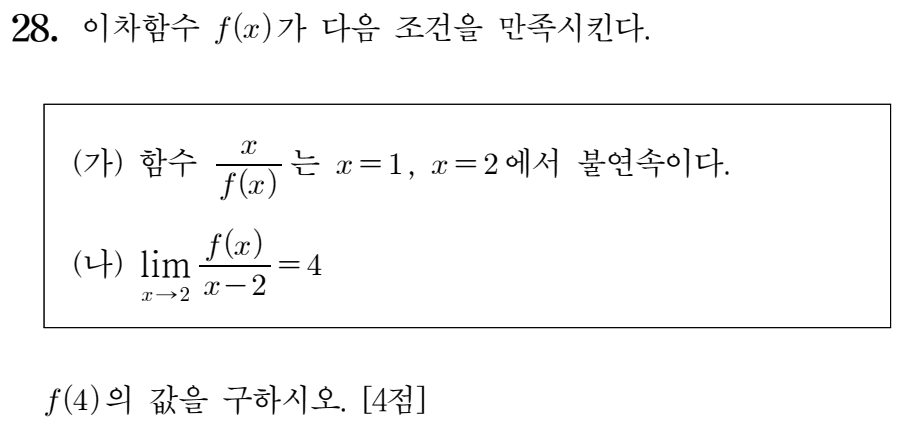 28. 이차함수 f(x)가 다음 조건을 만족시킨다.
(가) 함수 x/f(x) 는 x=1, x=2에서 불연속이다.
(나) lim_{x→2} f(x)/(x-2) = 4
f(4)의 값을 구하시오. [4점]